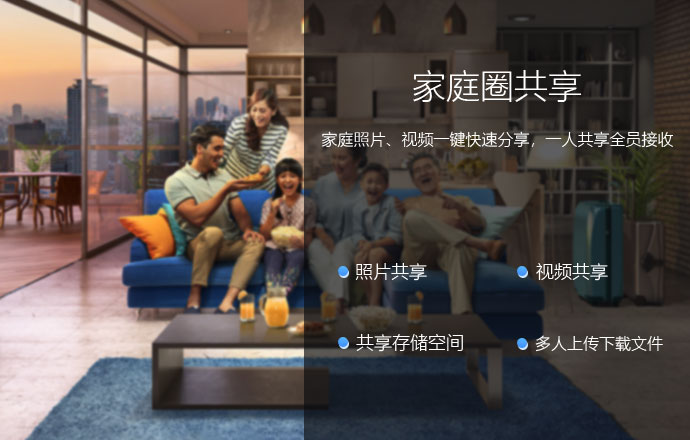 家庭圈共享
家庭照片、视频一键快速分享，一人共享全员接收
照片共享
视频共享
共享存储空间
多人上传下载文件